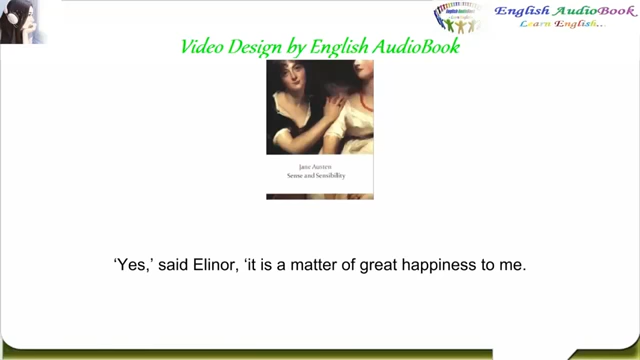 English AudioBook
Learn English...
Video Design by English AudioBook
Jane Austen
Sense and Sensibility
‘Yes,’ said Elinor, ‘it is a matter of great happiness to me.